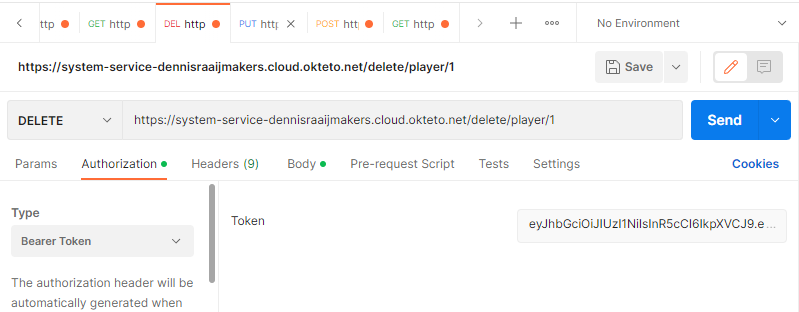 http GET http DEL http PUT http POST http GET http No Environment
https://system-service-dennisraaijmakers.cloud.okteto.net/delete/player/1 Save
DELETE https://system-service-dennisraaijmakers.cloud.okteto.net/delete/player/1 Send
Params Authorization Headers (9) Body Pre-request Script Tests Settings Cookies
Type
Token eyJhbGciOiJIUzI1NiIsInR5cCI6IkpXVCJ9.e ...
Bearer Token
The authorization header will be
automatically generated when